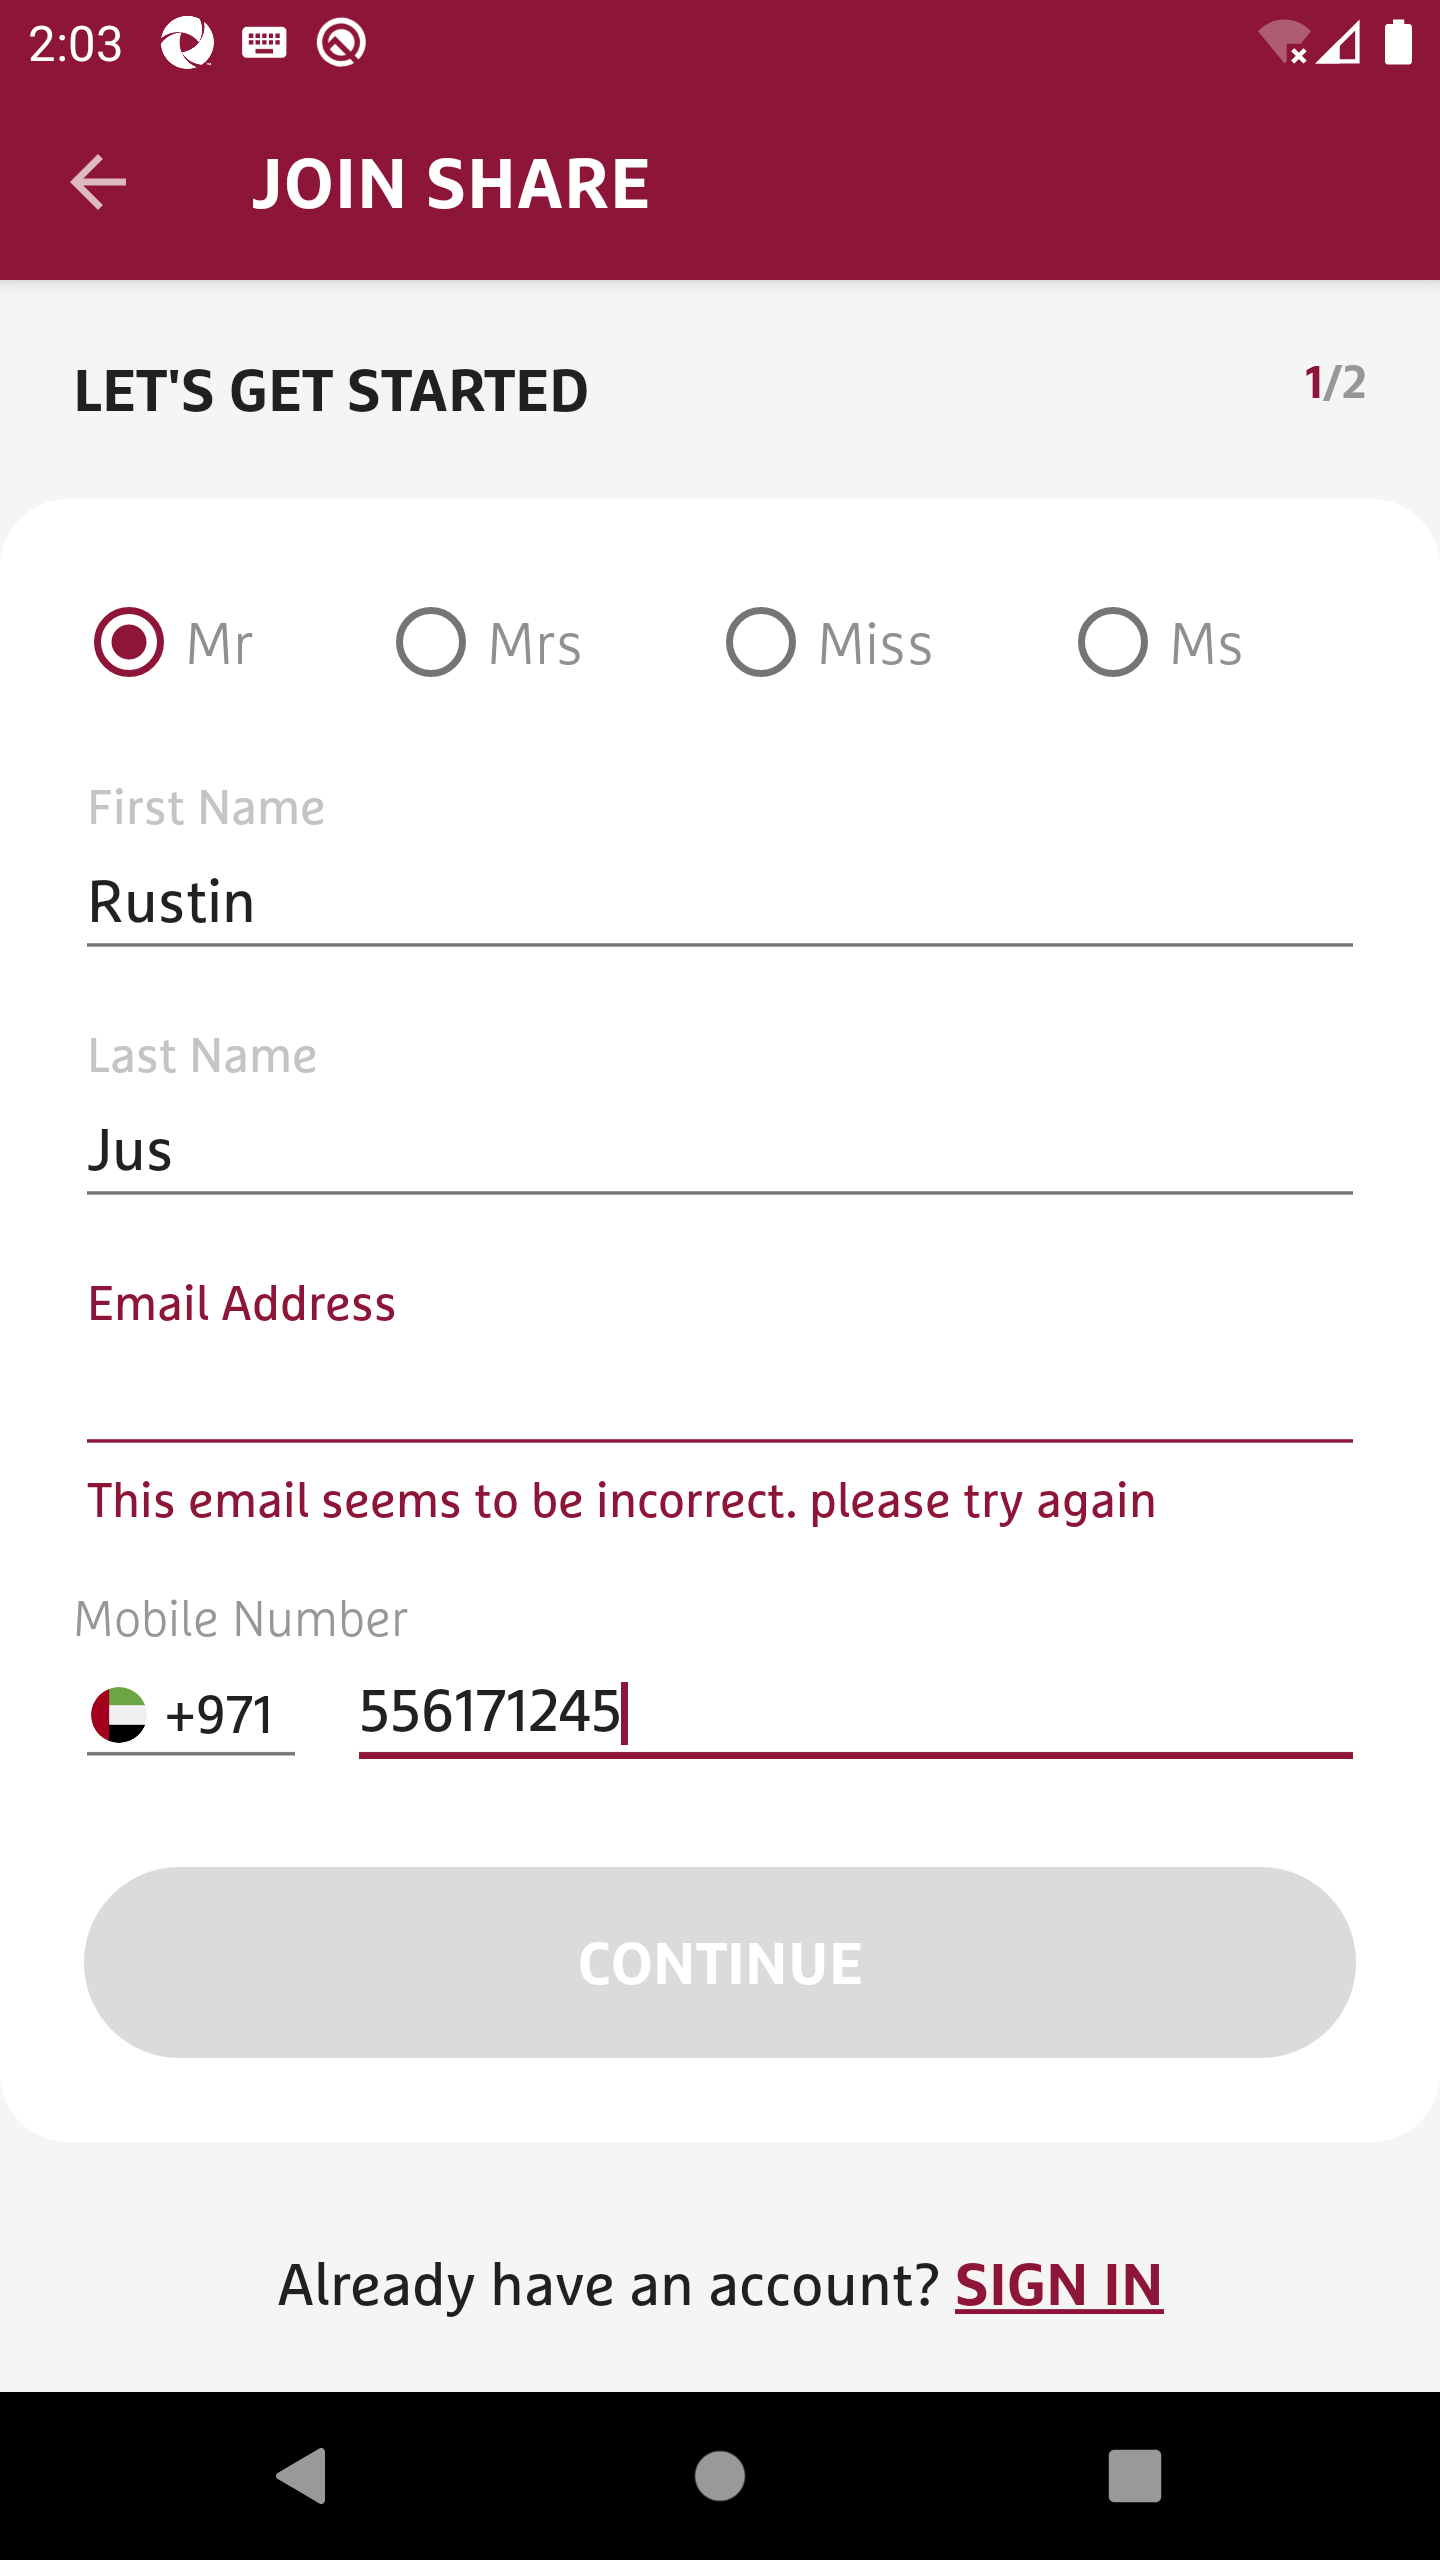 2:03
JOIN SHARE
LET'S GET STARTED
1/2
Mr Mrs Miss Ms
First Name
Rustin
Last Name
Jus
Email Address
This email seems to be incorrect. please try again
Mobile Number
+971 556171245
CONTINUE
Already have an account? SIGN IN